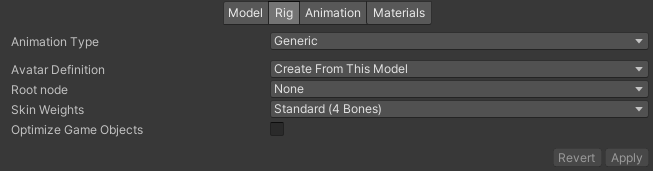 Model Rig Animation Materials
Animation Type Generic
Avatar Definition Create From This Model
Root node None
Skin Weights Standard (4 Bones)
Optimize Game Objects
Revert Apply